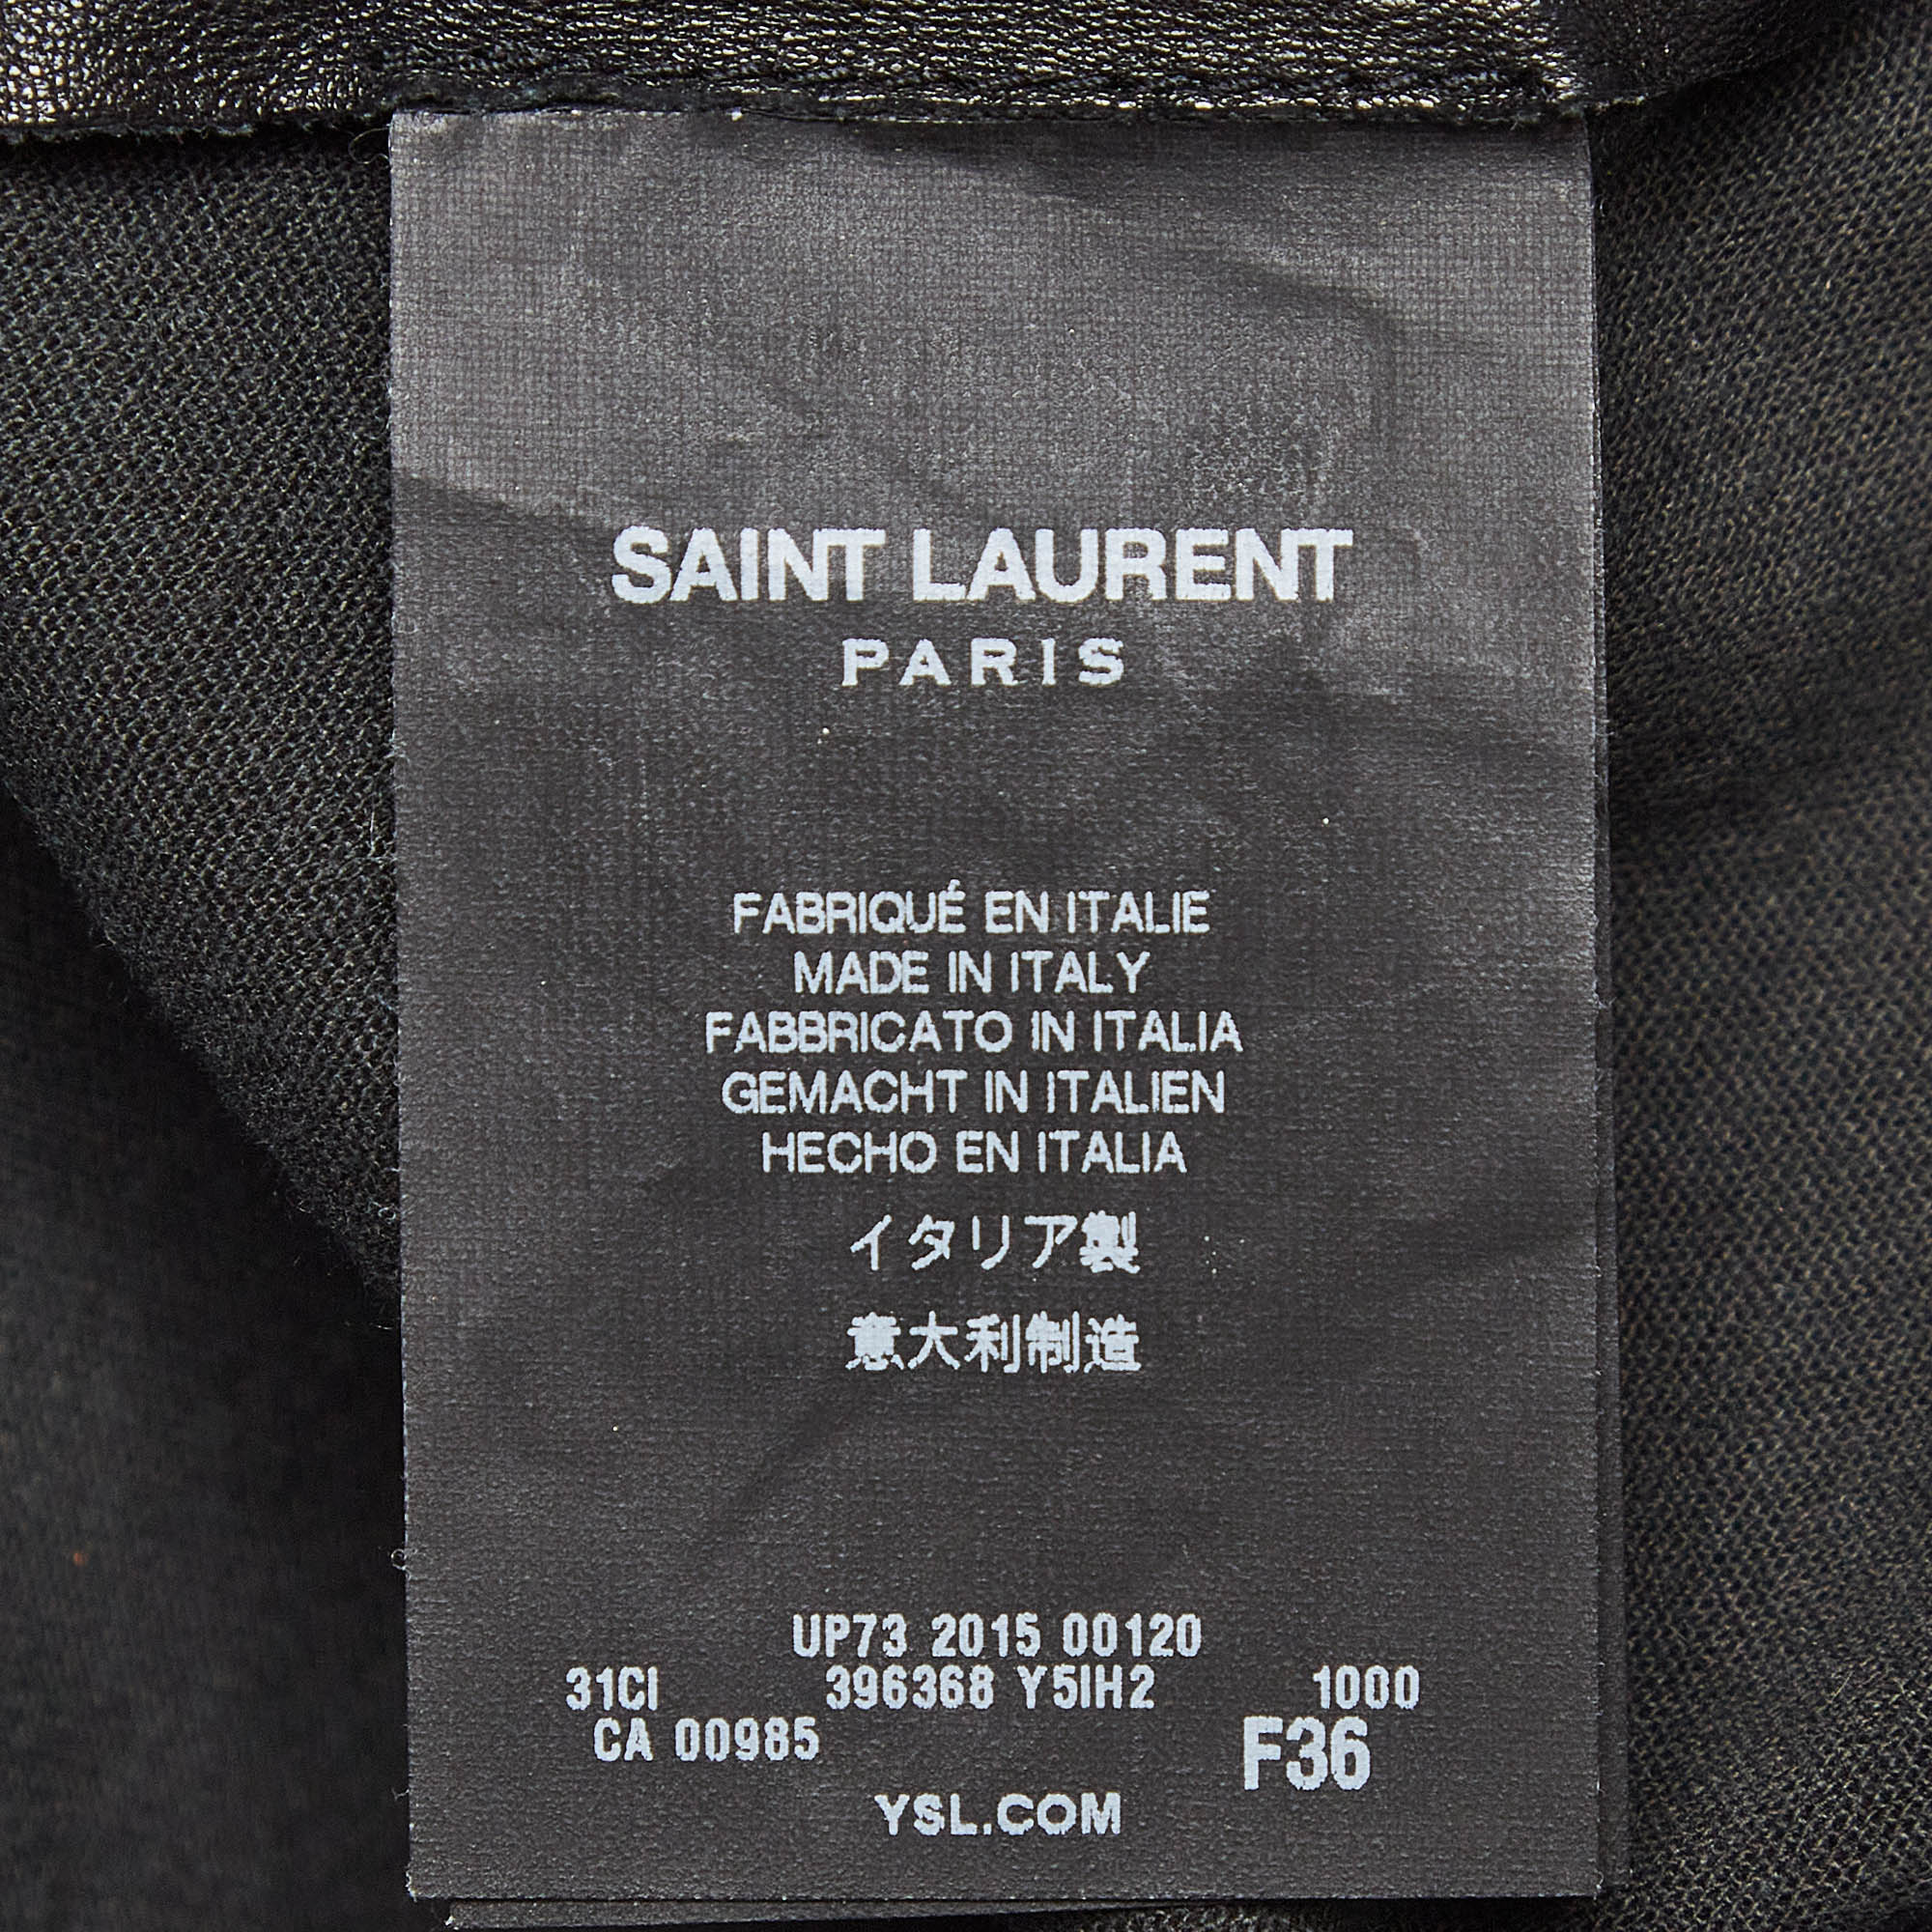 SAINT LAURENT
PARIS
FABRIQUÉ EN ITALIE
MADE IN ITALY
FABBRICATO IN ITALIA
GEMACHT IN ITALIEN
HECHO EN ITALIA
イタリア製
意大利制造
UP73 2015 00120
31CI 396368 Y5IH2 1000
CA 00985 F36
YSL.COM